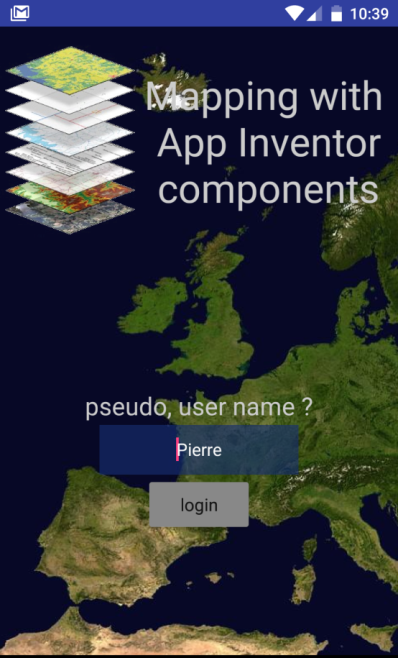 10:39
Mapping with
App Inventor
components
pseudo, user name ?
Pierre
login